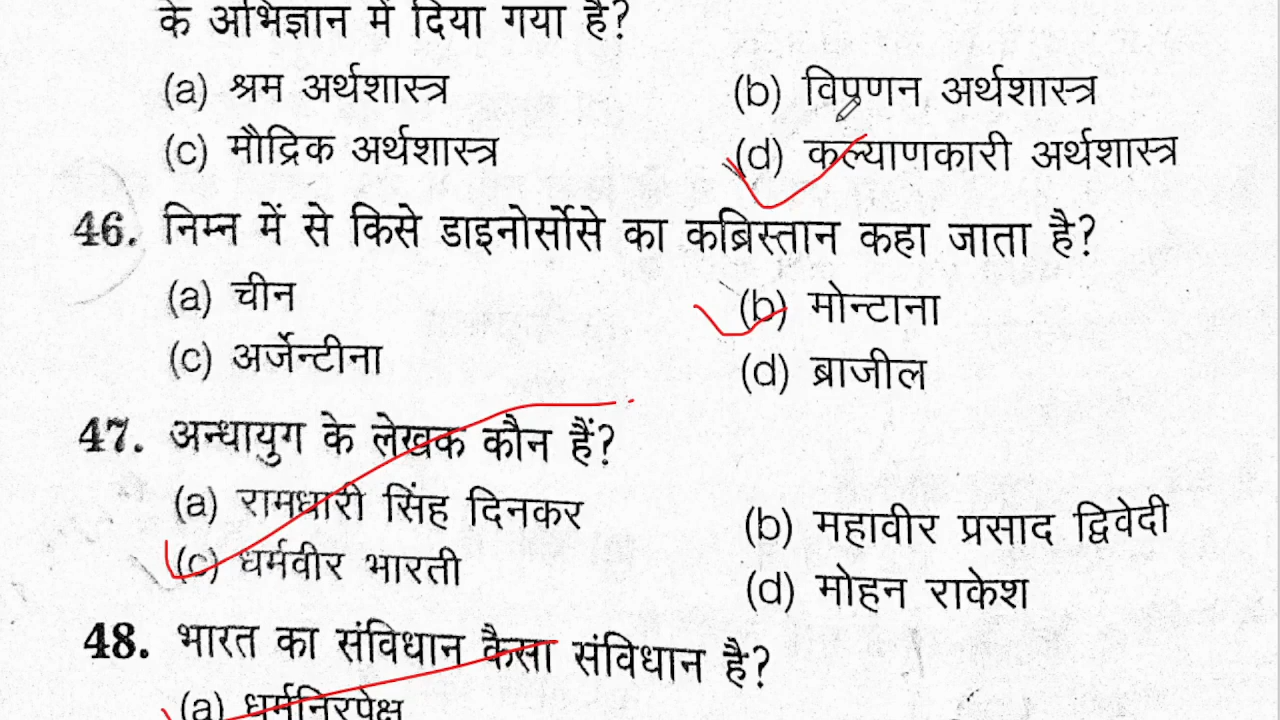 के अभिज्ञान में दिया गया है?
(a) श्रम अर्थशास्त्र (b) विपणन अर्थशास्त्र
(c) मौद्रिक अर्थशास्त्र (d) कल्याणकारी अर्थशास्त्र
46. निम्न में से किसे डाइनोर्सोसे का कब्रिस्तान कहा जाता है?
(a) चीन (b) मोन्टाना
(c) अर्जेन्टीना (d) ब्राजील
47. अन्धायुग के लेखक कौन हैं?
(a) रामधारी सिंह दिनकर (b) महावीर प्रसाद द्विवेदी
(c) धर्मवीर भारती (d) मोहन राकेश
48. भारत का संविधान कैसा संविधान है?
(a) धर्मनिरपेक्ष